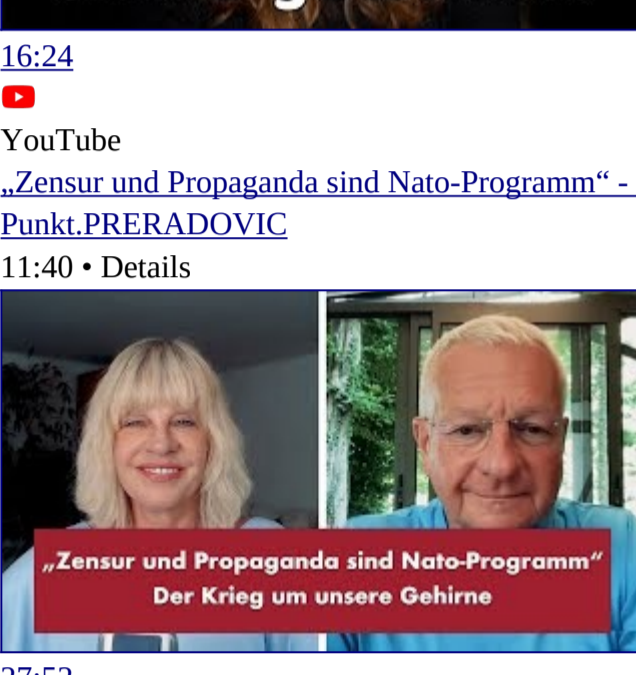 16:24
YouTube
„Zensur und Propaganda sind Nato-Programm“ -
Punkt.PRERADOVIC
11:40 • Details
„Zensur und Propaganda sind Nato-Programm“
Der Krieg um unsere Gehirne